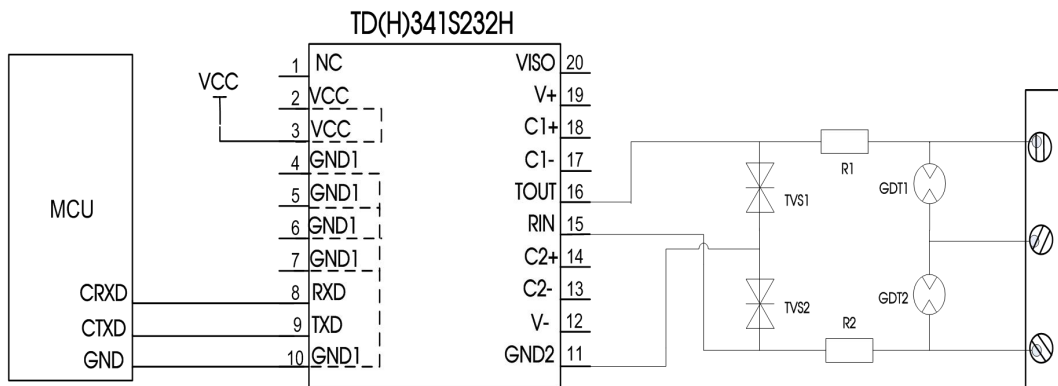 TD(H)341S232H
MCU
CRXD
CTXD
GND
VCC
1 NC
2 VCC
3 VCC
4 GND1
5 GND1
6 GND1
7 GND1
8 RXD
9 TXD
10 GND1
VISO 20
V+ 19
C1+ 18
C1- 17
TOUT 16
RIN 15
C2+ 14
C2- 13
V- 12
GND2 11
TVS1
TVS2
R1
R2
GDT1
GDT2